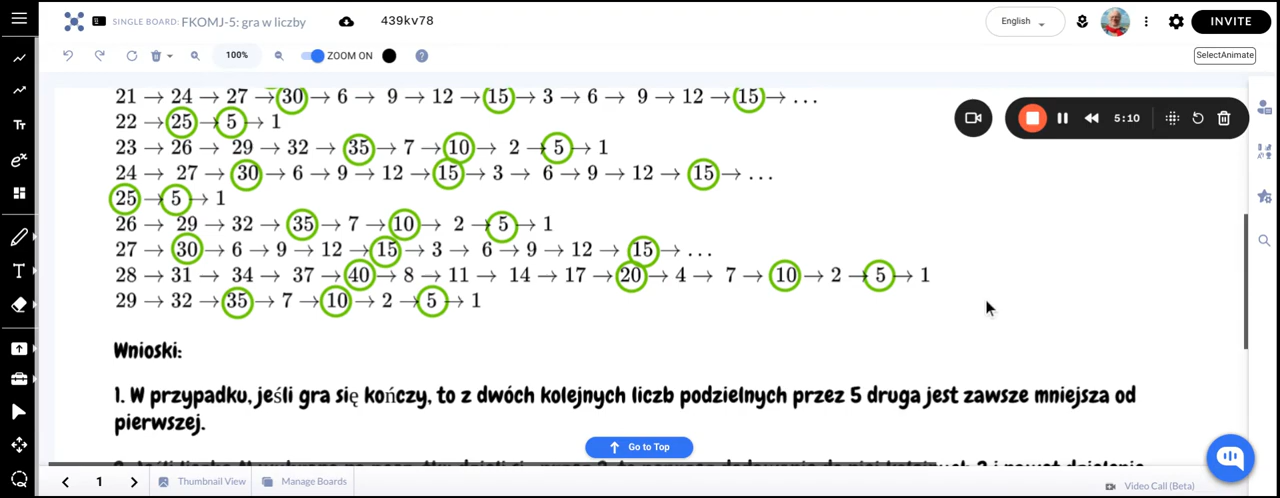 SINGLE BOARD: FKOMJ-5: gra w liczby 439kv78 English INVITE
100% ZOOM ON SelectAnimate
21 → 24 → 27 → 30 → 6 → 9 → 12 → 15 → 3 → 6 → 9 → 12 → 15 → ...
5:10
22 → 25 → 5 → 1
23 → 26 → 29 → 32 → 35 → 7 → 10 → 2 → 5 → 1
24 → 27 → 30 → 6 → 9 → 12 → 15 → 3 → 6 → 9 → 12 → 15 → ...
25 → 5 → 1
26 → 29 → 32 → 35 → 7 → 10 → 2 → 5 → 1
27 → 30 → 6 → 9 → 12 → 15 → 3 → 6 → 9 → 12 → 15 → ...
28 → 31 → 34 → 37 → 40 → 8 → 11 → 14 → 17 → 20 → 4 → 7 → 10 → 2 → 5 → 1
29 → 32 → 35 → 7 → 10 → 2 → 5 → 1
Wnioski:
1. W przypadku, jeśli gra się kończy, to z dwóch kolejnych liczb podzielnych przez 5 druga jest zawsze mniejsza od
pierwszej.
Go to Top
1 Thumbnail View Manage Boards Video Call (Beta)